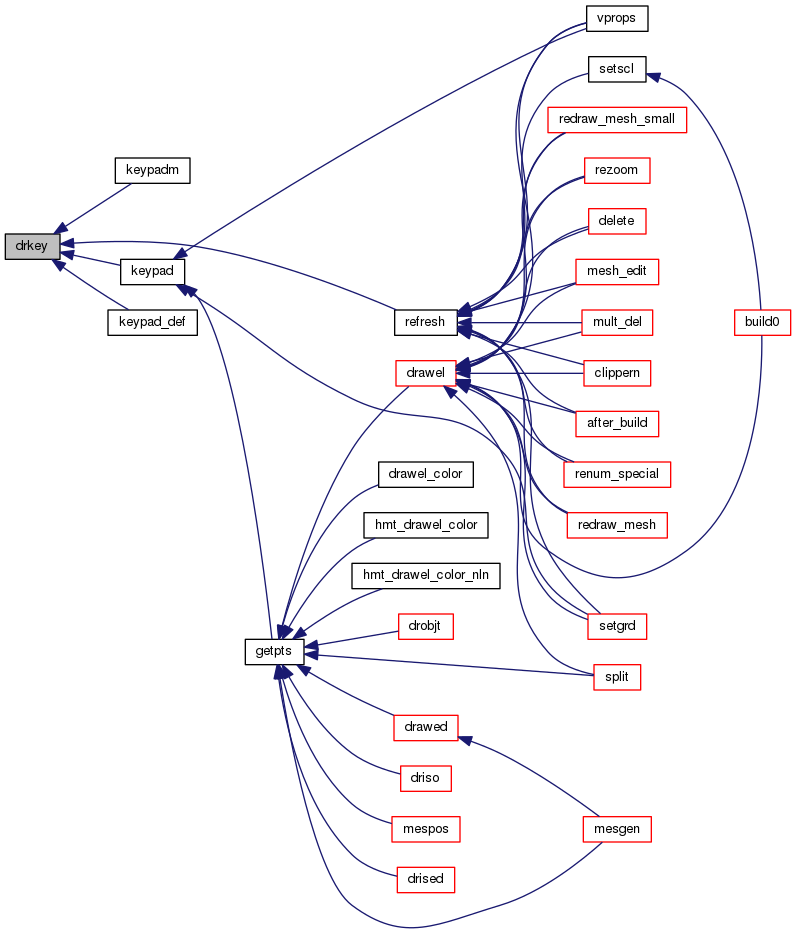 vprops
setscl
redraw_mesh_small
keypadm
rezoom
delete
drkey
keypad
mesh_edit
keypad_def
refresh
mult_del
build0
drawel
clippern
after_build
drawel_color
renum_special
hmt_drawel_color
redraw_mesh
hmt_drawel_color_nln
drobjt
setgrd
getpts
split
drawed
driso
mespos
mesgen
drised